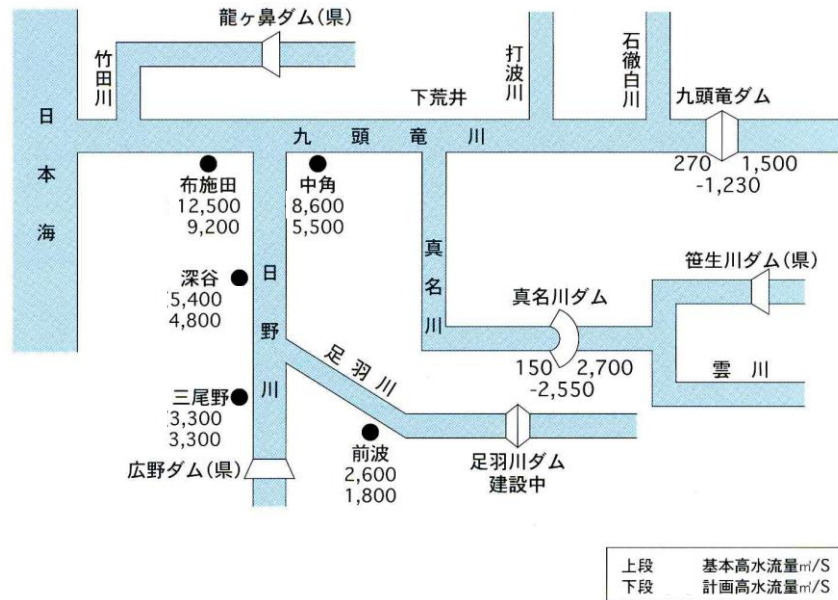 龍ヶ鼻ダム(県)
竹田川
打波川
石徹白川
下荒井
九頭竜ダム
日本海
九頭竜川
270 1,500
-1,230
布施田
12,500
9,200
中角
8,600
5,500
真名川
笹生川ダム(県)
深谷
5,400
4,800
日野川
真名川ダム
足羽川
150 2,700
-2,550
雲川
三尾野
3,300
3,300
前波
2,600
1,800
広野ダム(県)
足羽川ダム
建設中
上段 基本高水流量㎥/S
下段 計画高水流量㎥/S